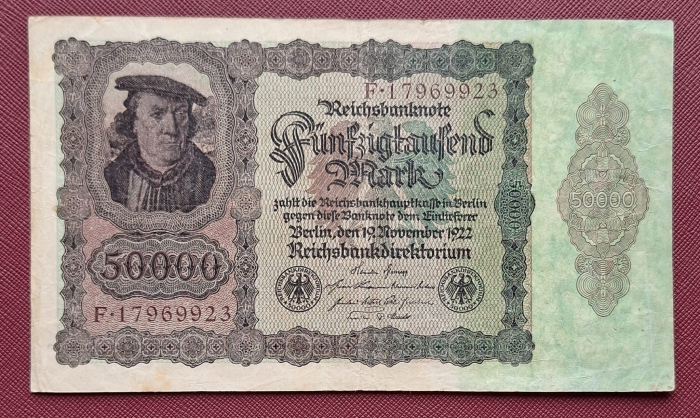 F·17969923
Reichsbanknote
Fünfzigtausend
Mark
zahlt die Reichsbankhauptkasse in Berlin
gegen diese Banknote dem Einlieferer
Berlin, den 19. November 1922
Reichsbankdirektorium
50000
50000
50000
F·17969923